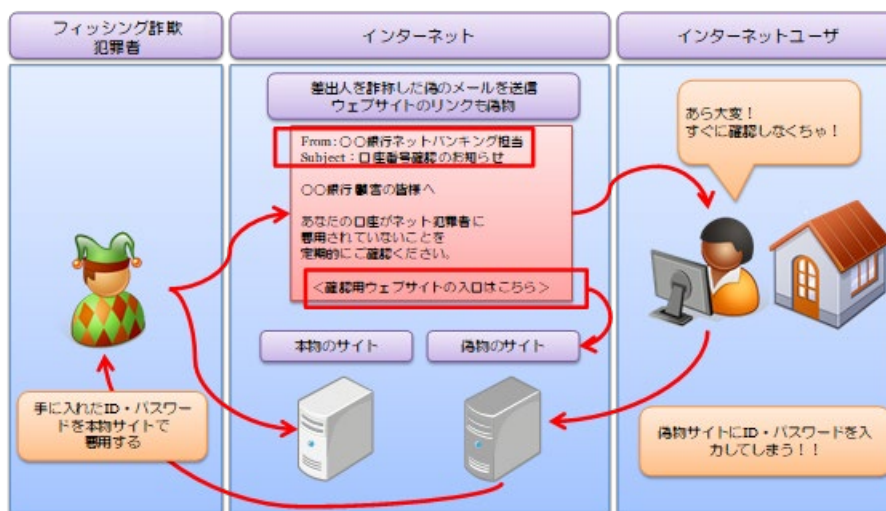 フィッシング詐欺
犯罪者
インターネット
インターネットユーザ
差出人を詐称した偽のメールを送信
ウェブサイトのリンクも偽物
From:〇〇銀行ネットバンキング担当
Subject：口座番号確認のお知らせ
〇〇銀行顧客の皆様へ
あなたの口座がネット犯罪者に
悪用されていないことを
定期的にご確認ください。
＜確認用ウェブサイトの入口はこちら＞
あら大変！
すぐに確認しなくちゃ！
本物のサイト
偽物のサイト
手に入れたID・パスワー
ドを本物サイトで
悪用する
偽物サイトにID・パスワードを入
力してしまう！！